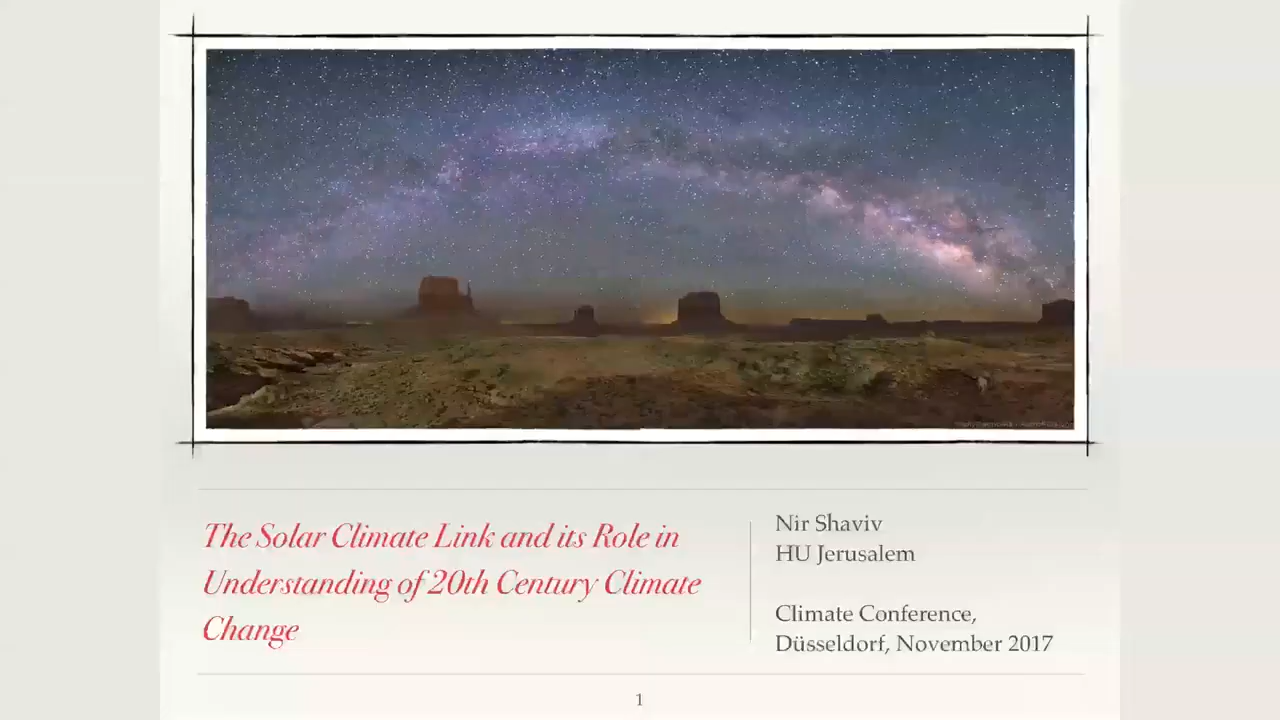 The Solar Climate Link and its Role in
Understanding of 20th Century Climate
Change
Nir Shaviv
HU Jerusalem
Climate Conference,
Düsseldorf, November 2017
1